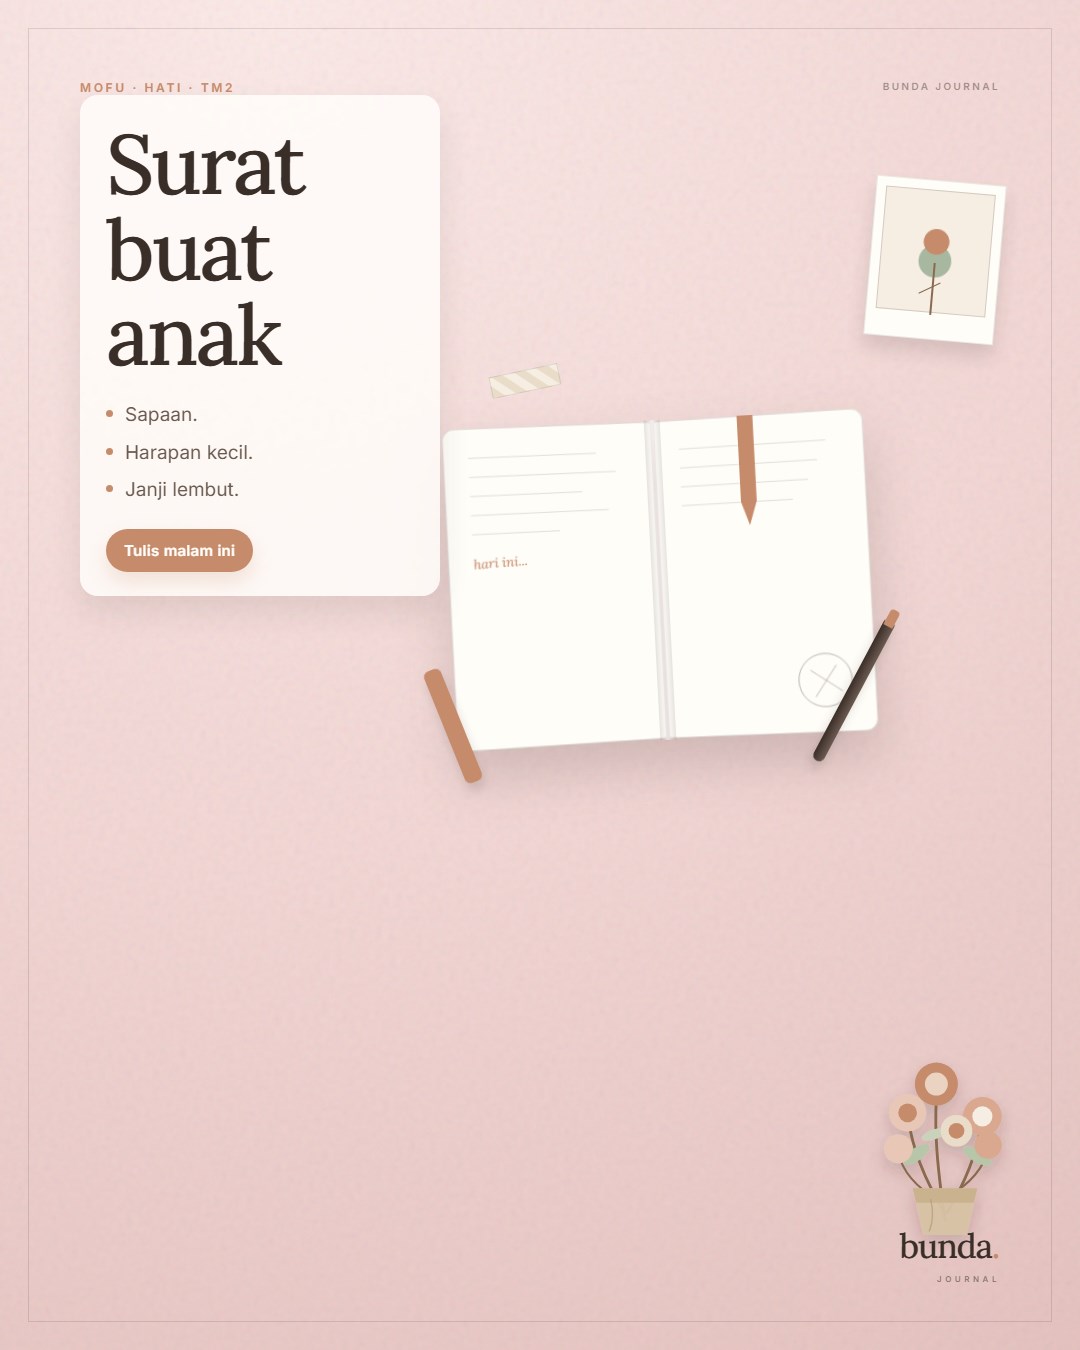 MOFU · HATI · TM2
BUNDA JOURNAL
Surat
buat
anak
Sapaan.
Harapan kecil.
Janji lembut.
Tulis malam ini
hari ini...
bunda.
JOURNAL